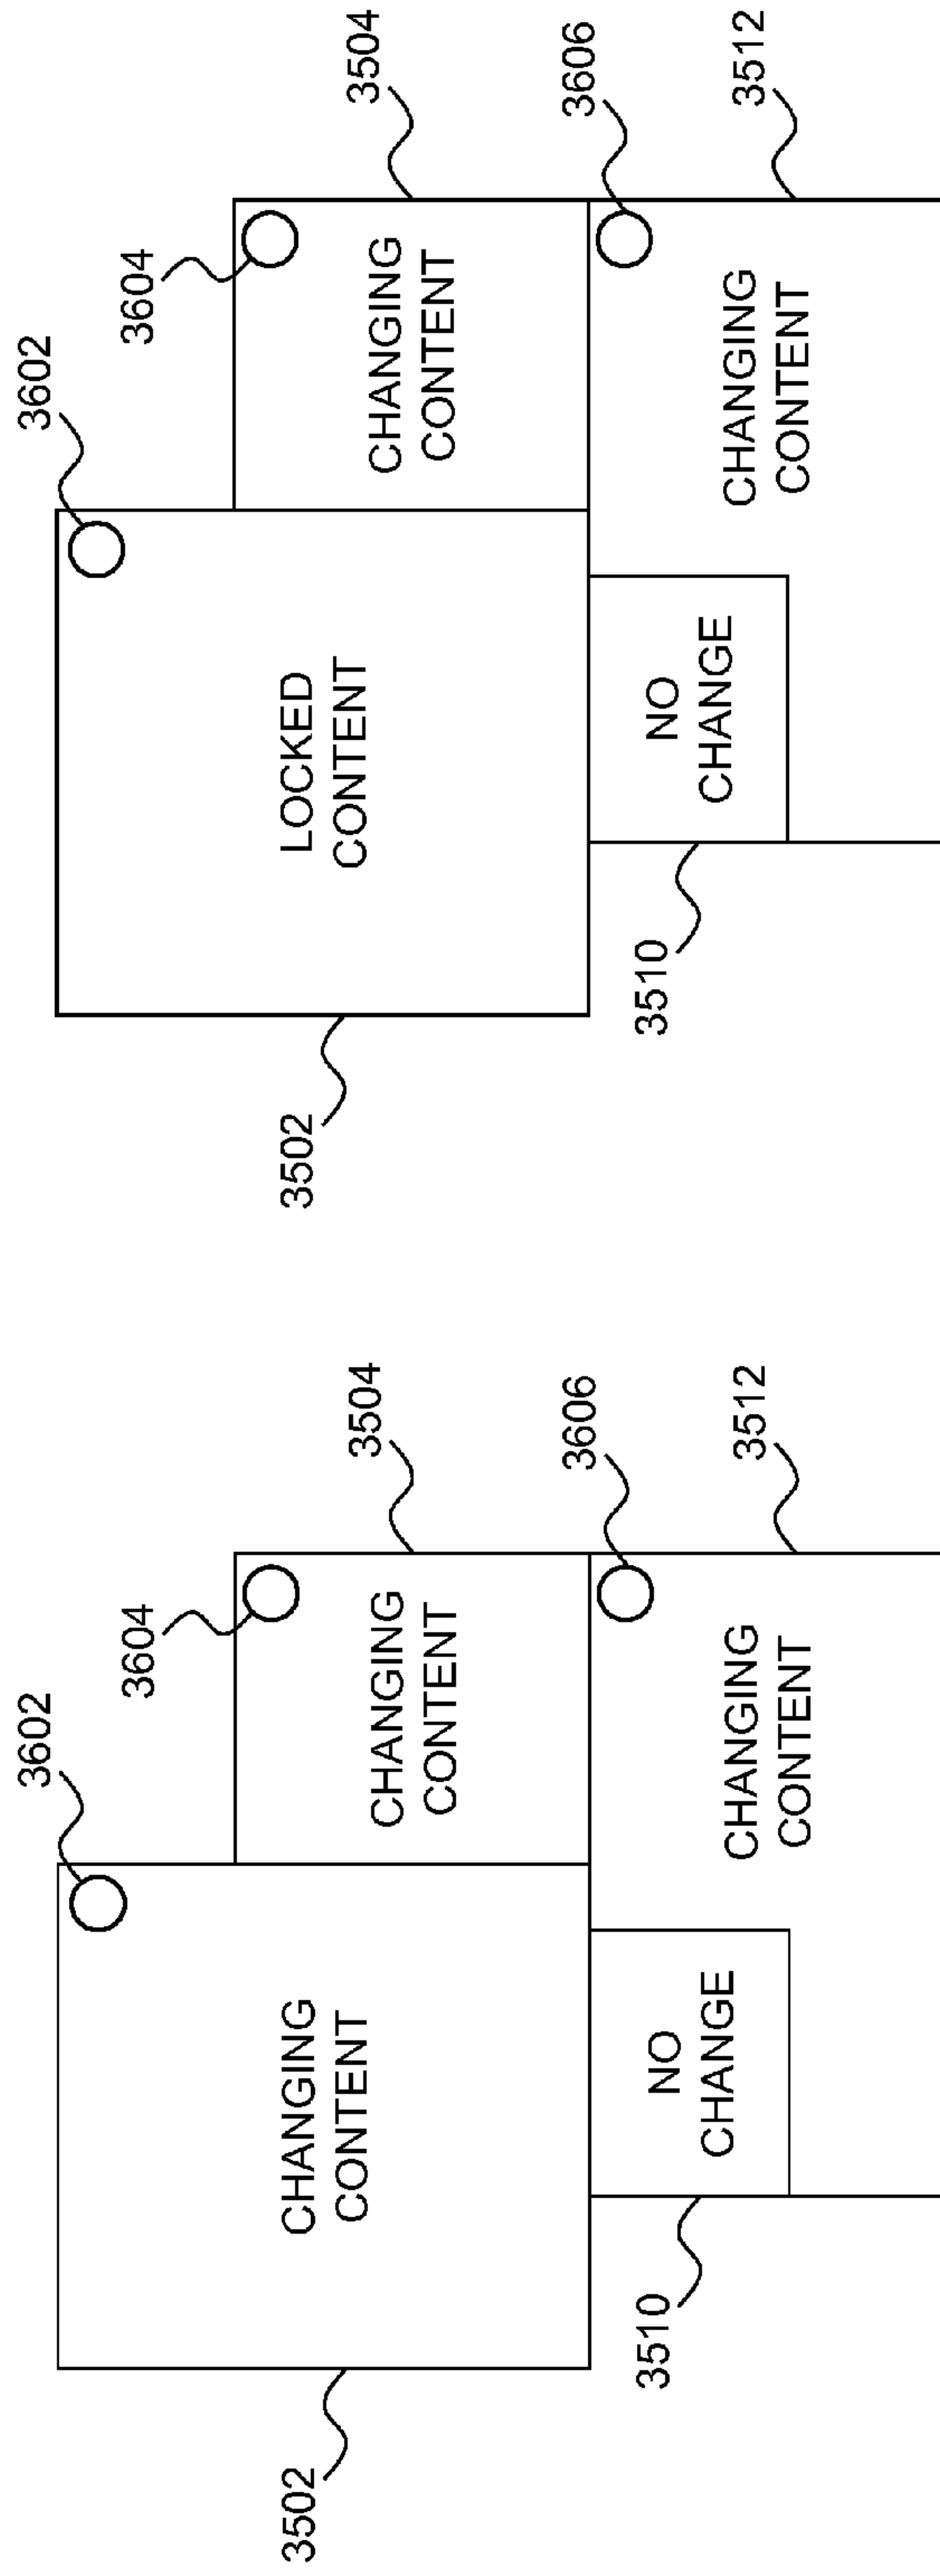 3602
3604
3502
CHANGING
CONTENT
3504
CHANGING
CONTENT
3606
3510
NO
CHANGE
3512
CHANGING
CONTENT
3602
3604
3502
LOCKED
CONTENT
3504
CHANGING
CONTENT
3606
3510
NO
CHANGE
3512
CHANGING
CONTENT